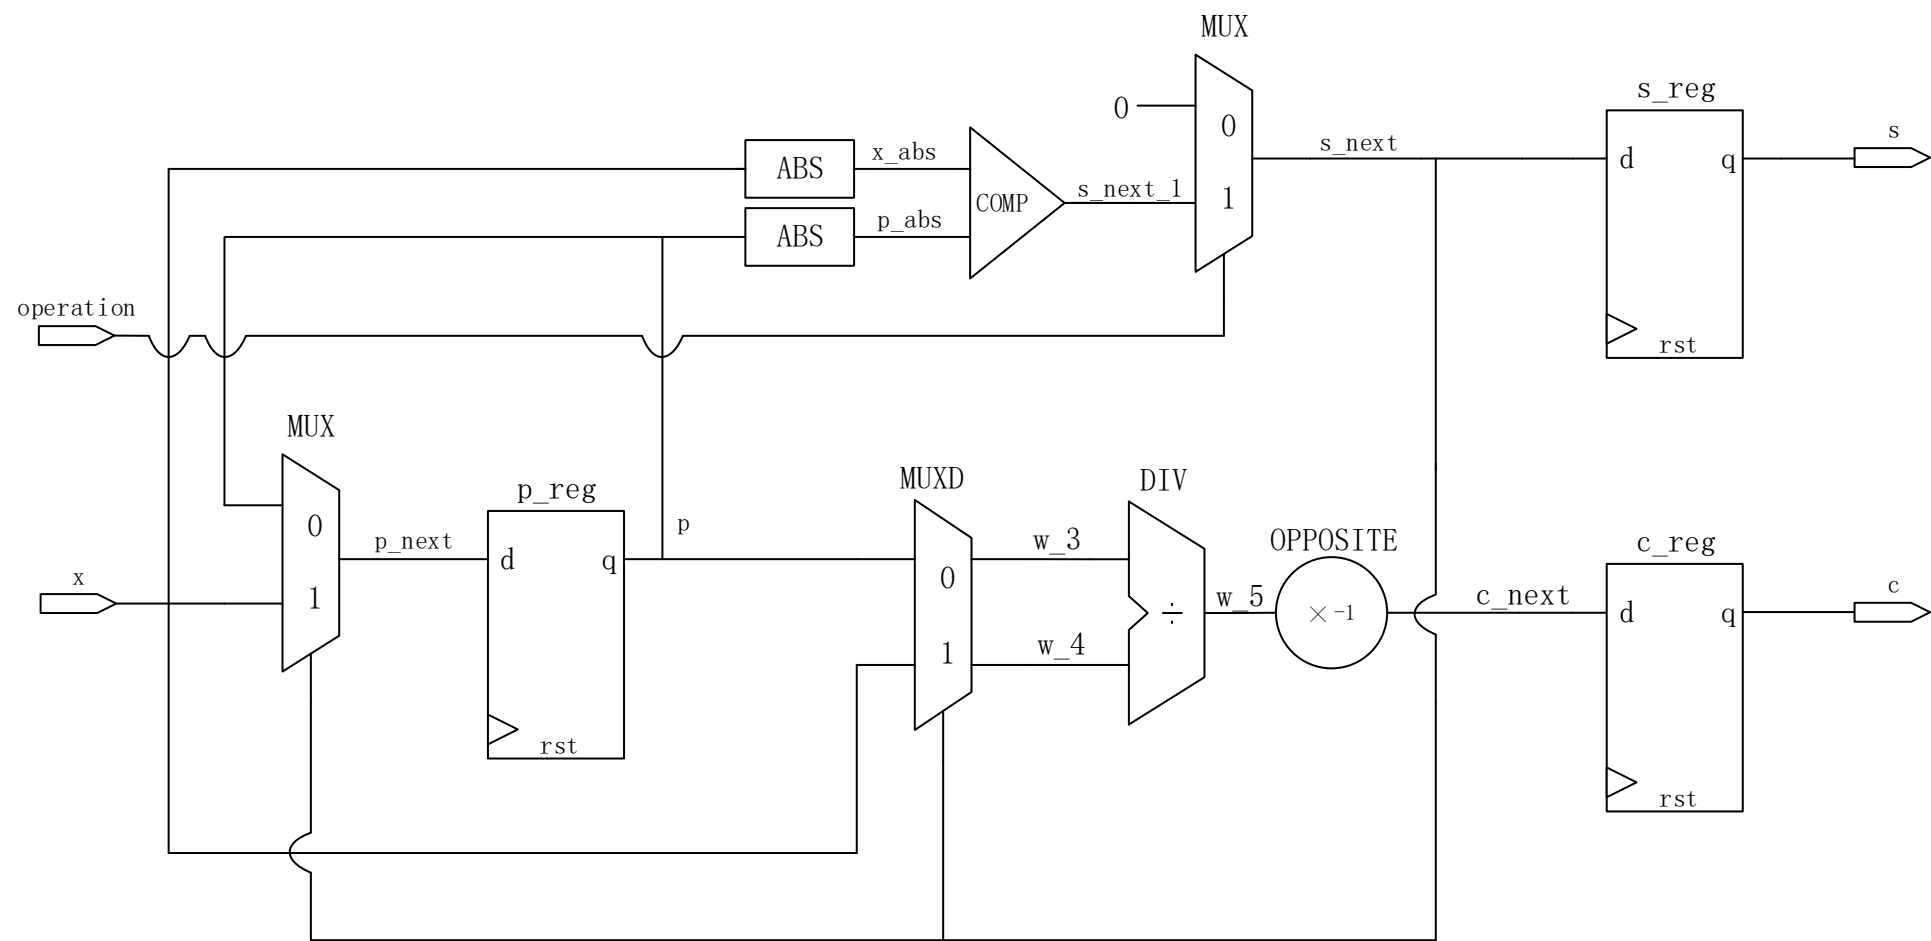 MUX
s_reg
0
0
s_next
s
ABS
x_abs
d
q
s_next_1
1
COMP
ABS
p_abs
operation
rst
MUX
MUXD
DIV
p_reg
p
w_3
OPPOSITE
c_reg
0
p_next
d
q
0
x
1
w_5
×-1
c_next
d
q
c
÷
1
w_4
rst
rst